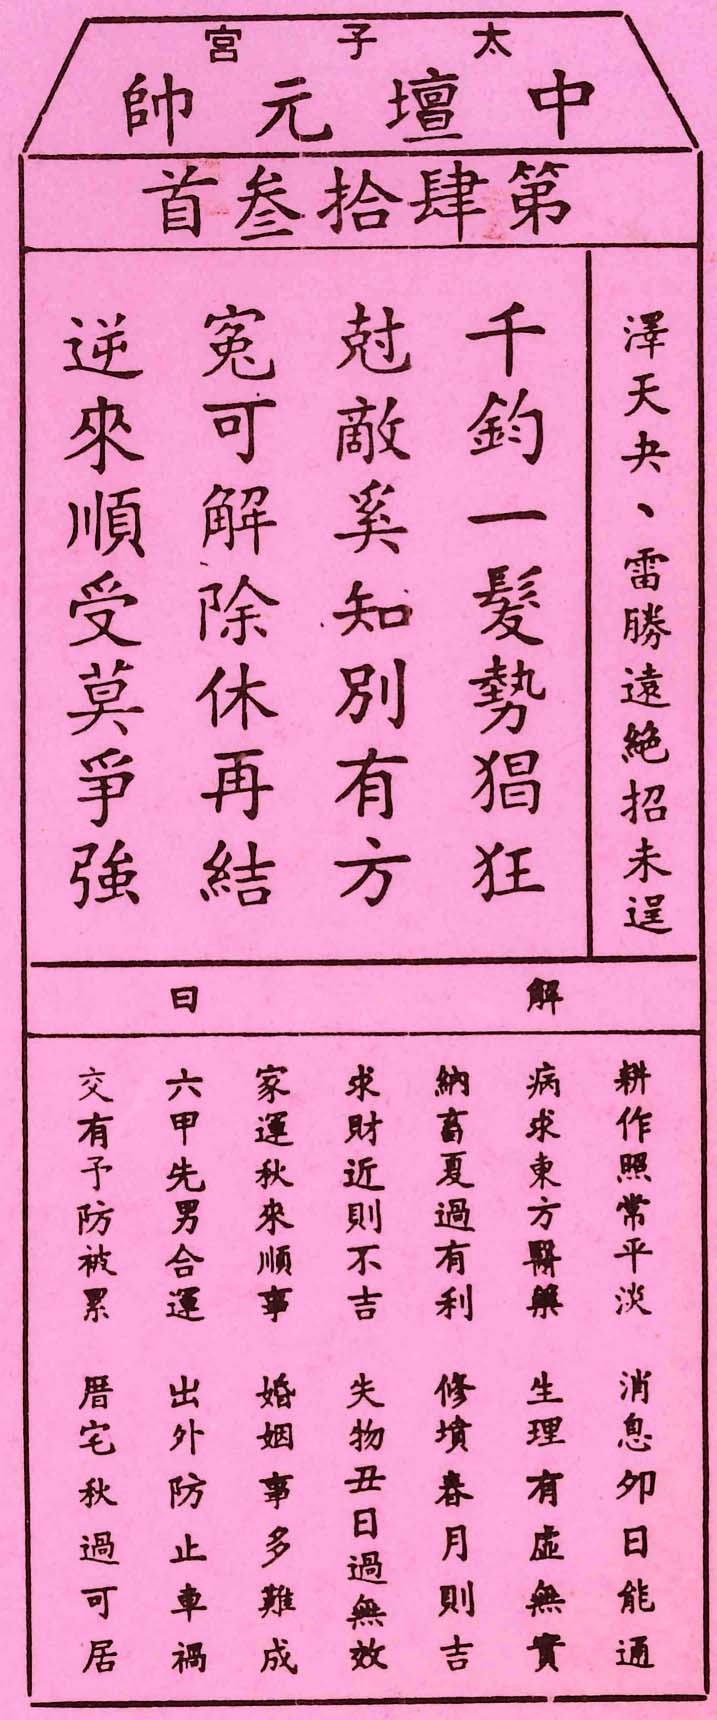 太子宮
中壇元帥
第肆拾叁首
澤天夬、雷勝遠絶招未逞
千鈞一髮勢猖狂
尅敵奚知別有方
寃可解除休再結
逆來順受莫爭強
解曰
耕作照常平淡 消息卯日能通
病求東方醫藥 生理有虛無實
納畜夏過有利 修墳春月則吉
求財近則不吉 失物丑日過無效
家運秋來順事 婚姻事多難成
六甲先男合運 出外防止車禍
交有予防被累 厝宅秋過可居